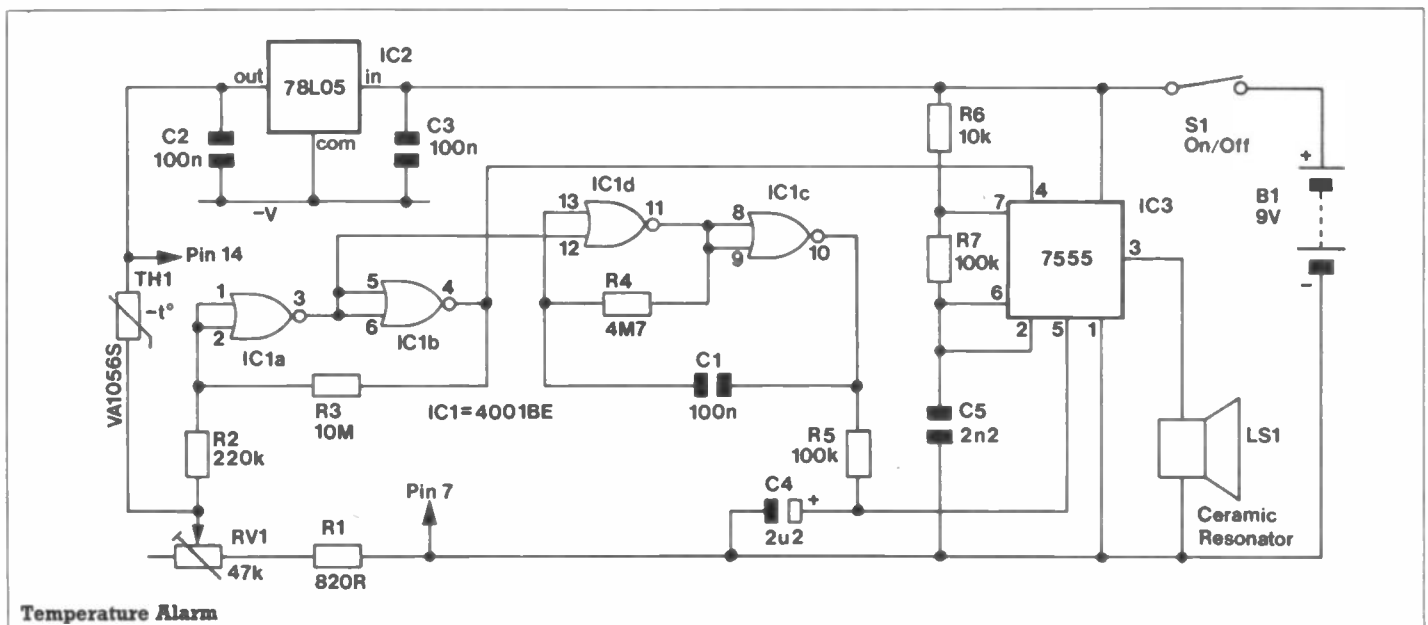 IC2
out
78L05
in
com
C2
100n
C3
100n
-V
Pin 14
TH1
-t°
VA1056S
1
2
3
IC1a
5
6
4
IC1b
R3
10M
IC1=4001BE
R2
220k
RV1
47k
R1
820R
Pin 7
IC1d
13
12
11
R4
4M7
IC1c
8
9
10
C1
100n
R5
100k
C4
2u2
+
R6
10k
R7
100k
C5
2n2
4
7
6
2
5
1
3
IC3
7555
S1
On/Off
+
B1
9V
-
LS1
Ceramic
Resonator
Temperature Alarm